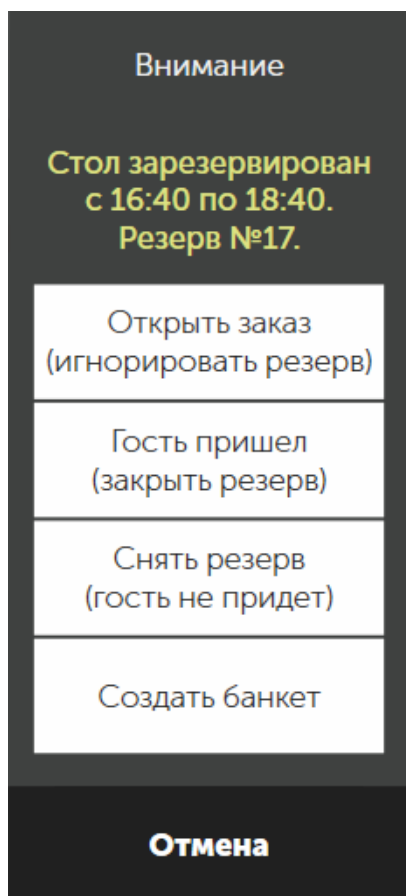 Внимание
Стол зарезервирован
с 16:40 по 18:40.
Резерв №17.
Открыть заказ
(игнорировать резерв)
Гость пришел
(закрыть резерв)
Снять резерв
(гость не придет)
Создать банкет
Отмена